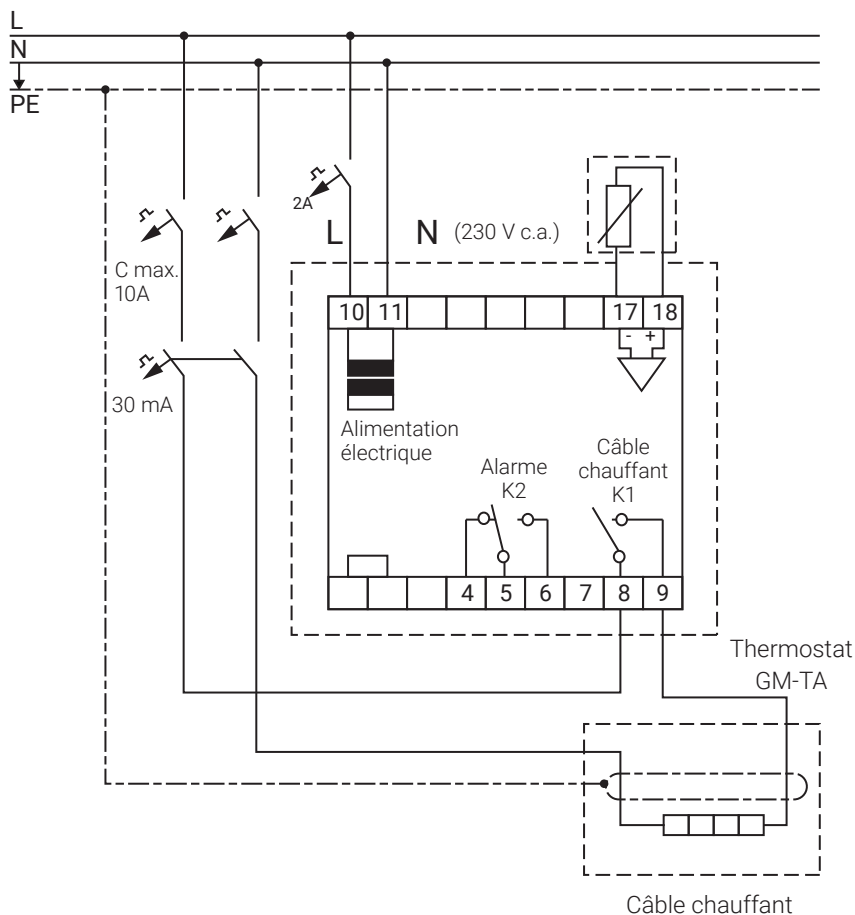 L
N
PE
2A
L N (230 V c.a.)
C max.
10A
10 11 17 18
- +
30 mA
Alimentation
électrique
Alarme
K2
Câble
chauffant
K1
4 5 6 7 8 9
Thermostat
GM-TA
Câble chauffant